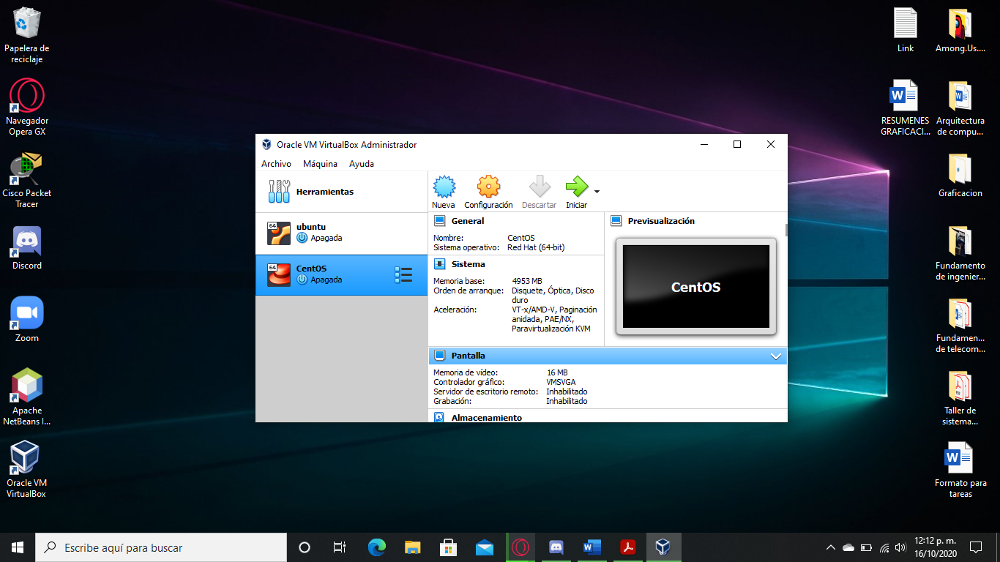 Papelera de
reciclaje
Navegador
Opera GX
Cisco Packet
Tracer
Discord
Zoom
Apache
NetBeans I...
Oracle VM
VirtualBox
Oracle VM VirtualBox Administrador
Archivo Máquina Ayuda
Herramientas
64
ubuntu
Apagada
64
CentOS
Apagada
Nueva Configuración Descartar Iniciar
General
Nombre: CentOS
Sistema operativo: Red Hat (64-bit)
Sistema
Memoria base: 4953 MB
Orden de arranque: Disquete, Óptica, Disco
duro
Aceleración: VT-x/AMD-V, Paginación
anidada, PAE/NX,
Paravirtualización KVM
Previsualización
CentOS
Pantalla
Memoria de vídeo: 16 MB
Controlador gráfico: VMSVGA
Servidor de escritorio remoto: Inhabilitado
Grabación: Inhabilitado
Almacenamiento
Link
Among.Us....
RESUMENES
GRAFICACI...
Arquitectura
de compu...
Graficacion
Fundamento
de ingenier...
Fundamen...
de telecom...
Taller de
sistema...
Formato para
tareas
Escribe aquí para buscar
12:12 p. m.
16/10/2020